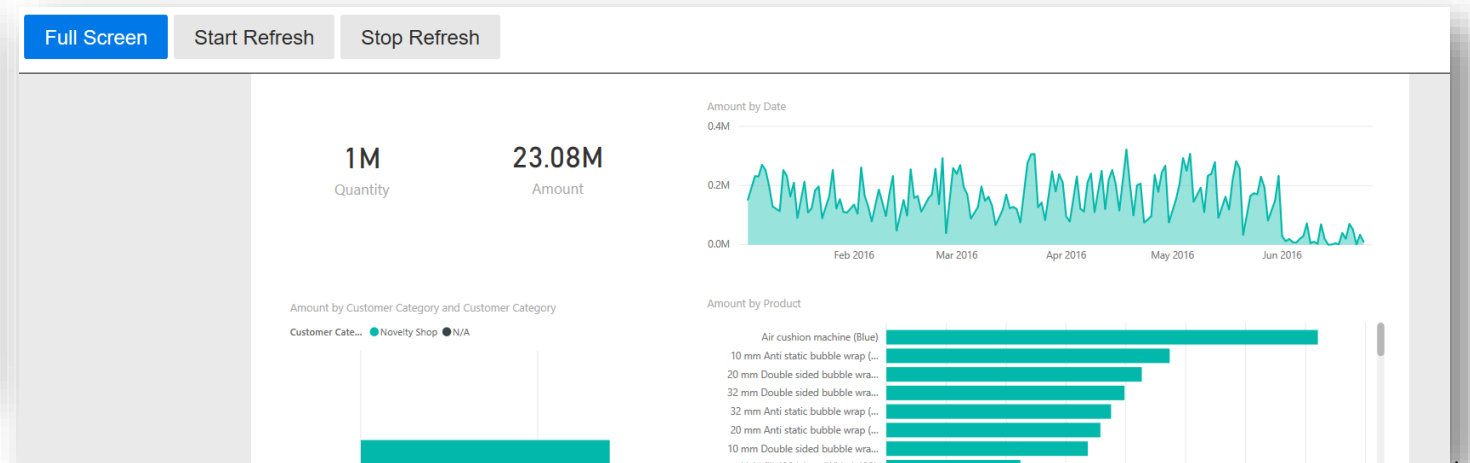 Full Screen Start Refresh Stop Refresh
1M
Quantity
23.08M
Amount
Amount by Date
0.4M
0.2M
0.0M
Feb 2016 Mar 2016 Apr 2016 May 2016 Jun 2016
Amount by Customer Category and Customer Category
Customer Cate... Novelty Shop N/A
Amount by Product
Air cushion machine (Blue)
10 mm Anti static bubble wrap (...
20 mm Double sided bubble wra...
32 mm Double sided bubble wra...
32 mm Anti static bubble wrap (...
20 mm Anti static bubble wrap (...
10 mm Double sided bubble wra...